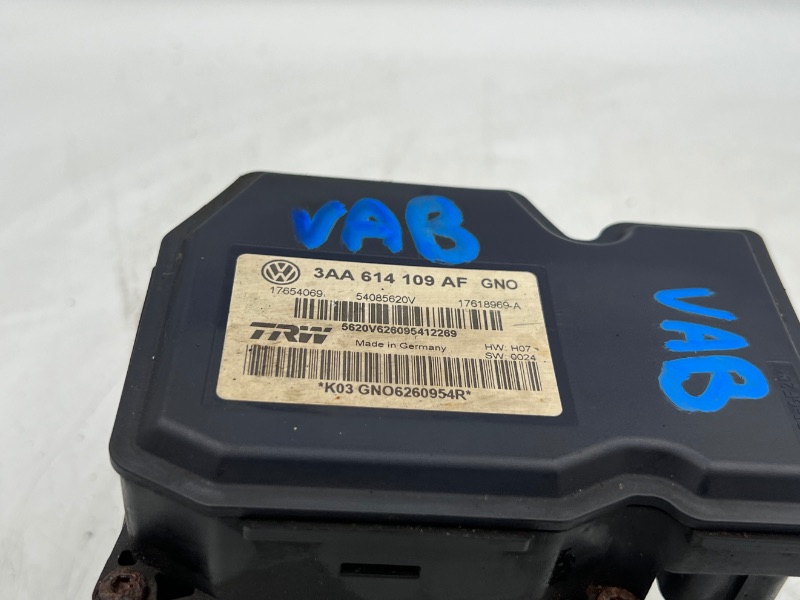 VAB
3AA 614 109 AF GNO
17654069. 54085620V 17618969-A
TRW 5620V626095412269
Made in Germany HW: H07
SW: 0024
*K03 GNO6260954R*
VAB